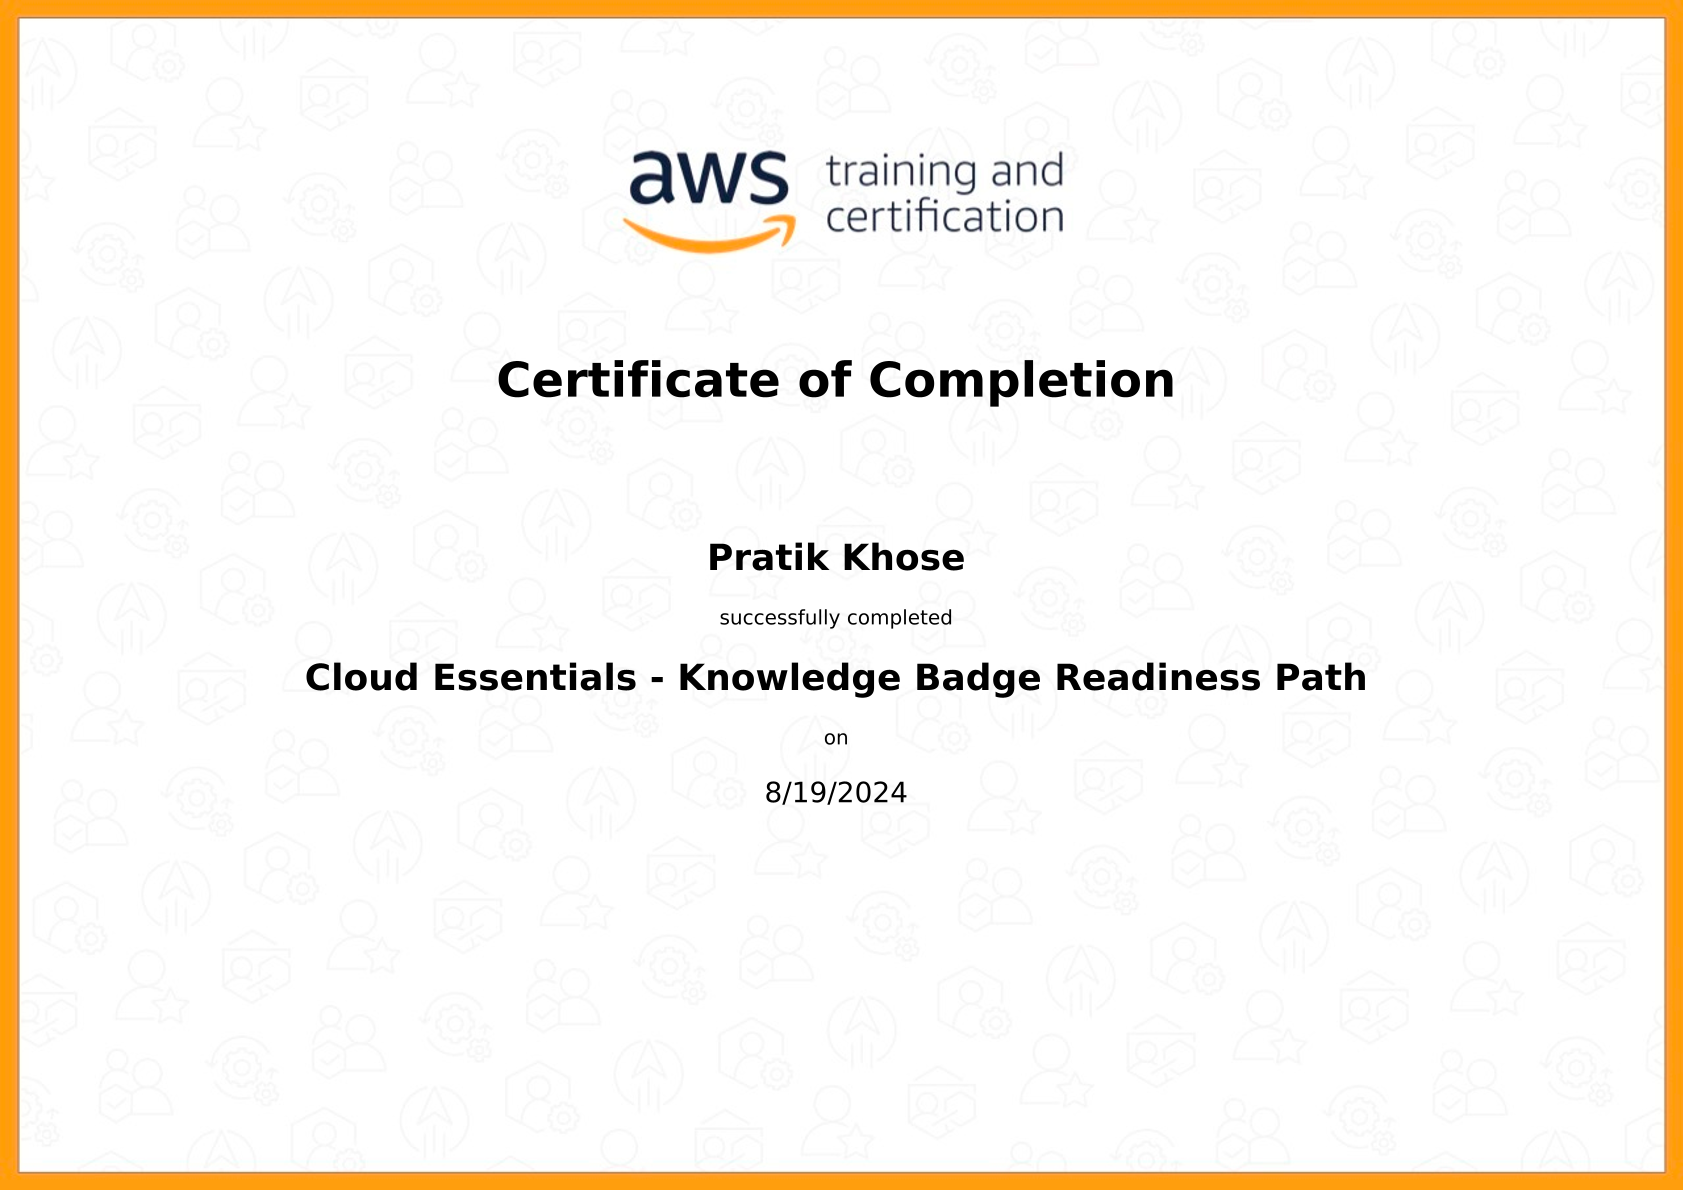 aws training and
certification
Certificate of Completion
Pratik Khose
successfully completed
Cloud Essentials - Knowledge Badge Readiness Path
on
8/19/2024